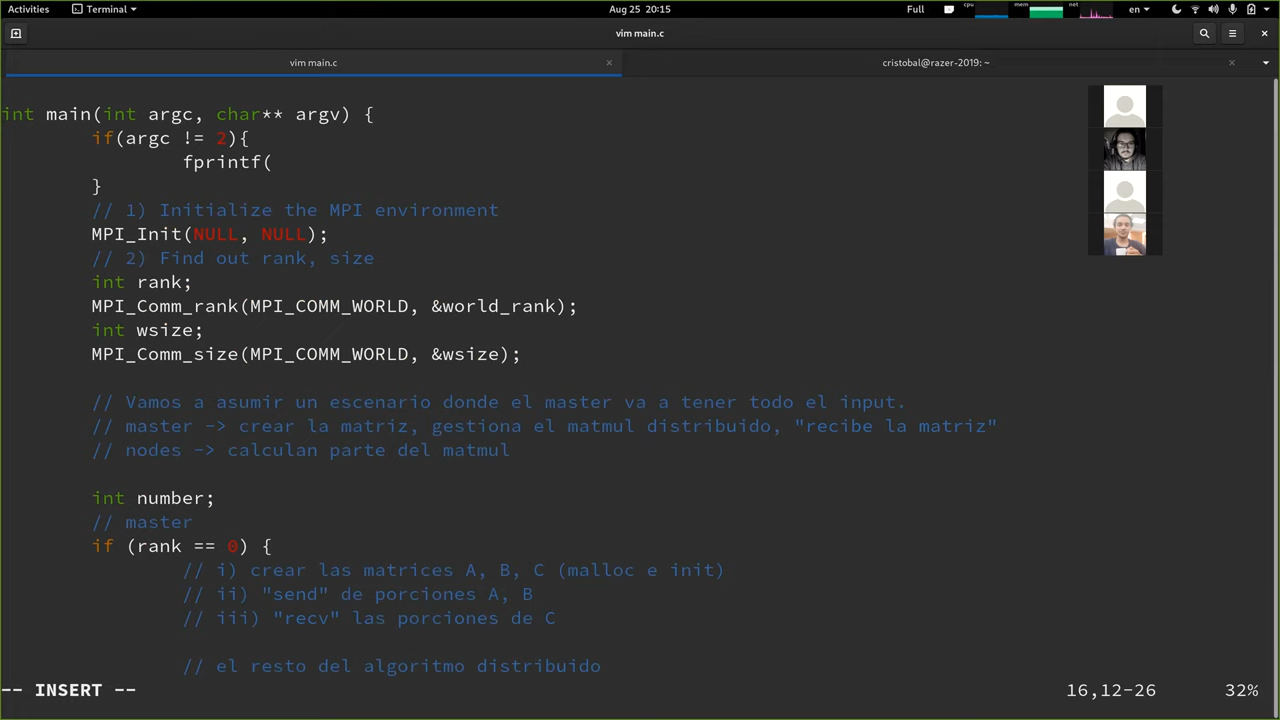 Activities Terminal Aug 25 20:15 Full cpu mem net en
vim main.c
vim main.c × cristobal@razer-2019: ~ ×
int main(int argc, char** argv) {
if(argc != 2){
fprintf(
}
// 1) Initialize the MPI environment
MPI_Init(NULL, NULL);
// 2) Find out rank, size
int rank;
MPI_Comm_rank(MPI_COMM_WORLD, &world_rank);
int wsize;
MPI_Comm_size(MPI_COMM_WORLD, &wsize);
// Vamos a asumir un escenario donde el master va a tener todo el input.
// master -> crear la matriz, gestiona el matmul distribuido, "recibe la matriz"
// nodes -> calculan parte del matmul
int number;
// master
if (rank == 0) {
// i) crear las matrices A, B, C (malloc e init)
// ii) "send" de porciones A, B
// iii) "recv" las porciones de C
// el resto del algoritmo distribuido
-- INSERT -- 16,12-26 32%